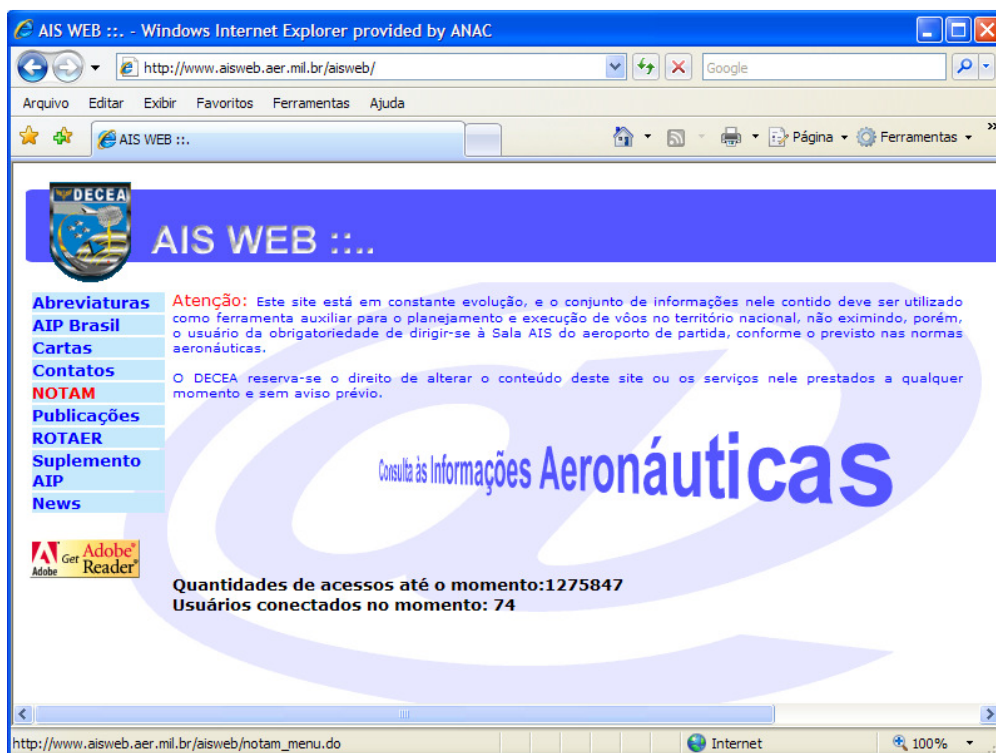 AIS WEB ::. - Windows Internet Explorer provided by ANAC
http://www.aisweb.aer.mil.br/aisweb/
Google
Arquivo Editar Exibir Favoritos Ferramentas Ajuda
AIS WEB ::.
Página
Ferramentas
»
DECEA
AIS WEB ::..
Abreviaturas
AIP Brasil
Cartas
Contatos
NOTAM
Publicações
ROTAER
Suplemento
AIP
News
Atenção: Este site está em constante evolução, e o conjunto de informações nele contido deve ser utilizado
como ferramenta auxiliar para o planejamento e execução de vôos no território nacional, não eximindo, porém,
o usuário da obrigatoriedade de dirigir-se à Sala AIS do aeroporto de partida, conforme o previsto nas normas
aeronáuticas.
O DECEA reserva-se o direito de alterar o conteúdo deste site ou os serviços nele prestados a qualquer
momento e sem aviso prévio.
Consulta às Informações Aeronáuticas
Adobe
Get Adobe®
Reader®
Quantidades de acessos até o momento:1275847
Usuários conectados no momento: 74
http://www.aisweb.aer.mil.br/aisweb/notam_menu.do
Internet
100%